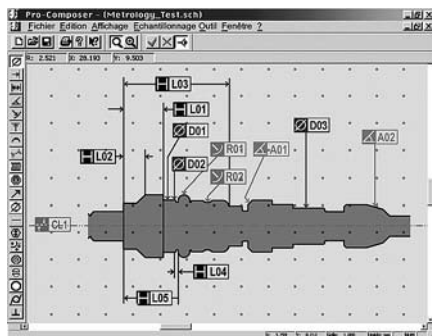 Pro-Composer - (Metrology_Test.sch)
Fichier Edition Affichage Echantillonnage Outil Fenêtre ?
R: 2.521 X: 28.193 Y: 9.503
L03
L01
D01
D03
R01
A01
A02
L02
D02
R02
CL1
L04
L05